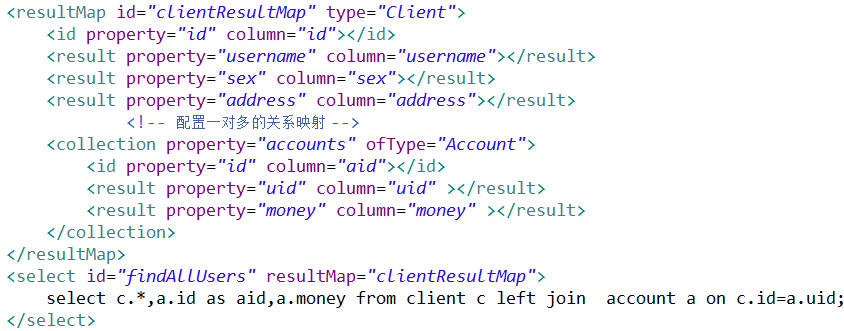 <resultMap id="clientResultMap" type="Client">
    <id property="id" column="id"></id>
    <result property="username" column="username"></result>
    <result property="sex" column="sex"></result>
    <result property="address" column="address"></result>
            <!-- 配置一对多的关系映射 -->
    <collection property="accounts" ofType="Account">
        <id property="id" column="aid"></id>
        <result property="uid" column="uid" ></result>
        <result property="money" column="money" ></result>
    </collection>
</resultMap>
<select id="findAllUsers" resultMap="clientResultMap">
    select c.*,a.id as aid,a.money from client c left join  account a on c.id=a.uid;
</select>